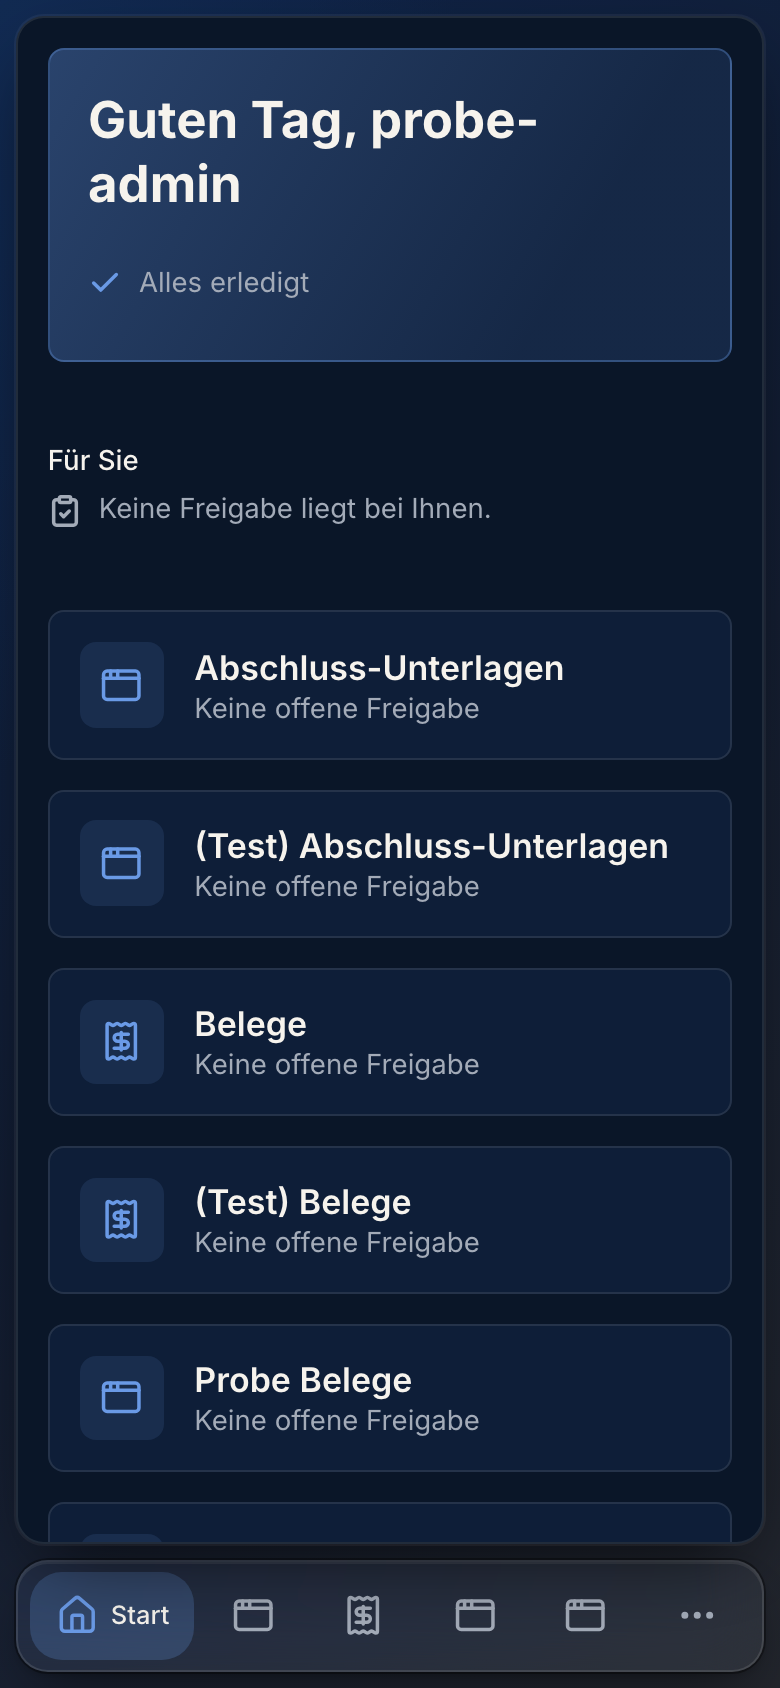 Guten Tag, probe-
admin
Alles erledigt
Für Sie
Keine Freigabe liegt bei Ihnen.
Abschluss-Unterlagen
Keine offene Freigabe
(Test) Abschluss-Unterlagen
Keine offene Freigabe
Belege
Keine offene Freigabe
(Test) Belege
Keine offene Freigabe
Probe Belege
Keine offene Freigabe
Start